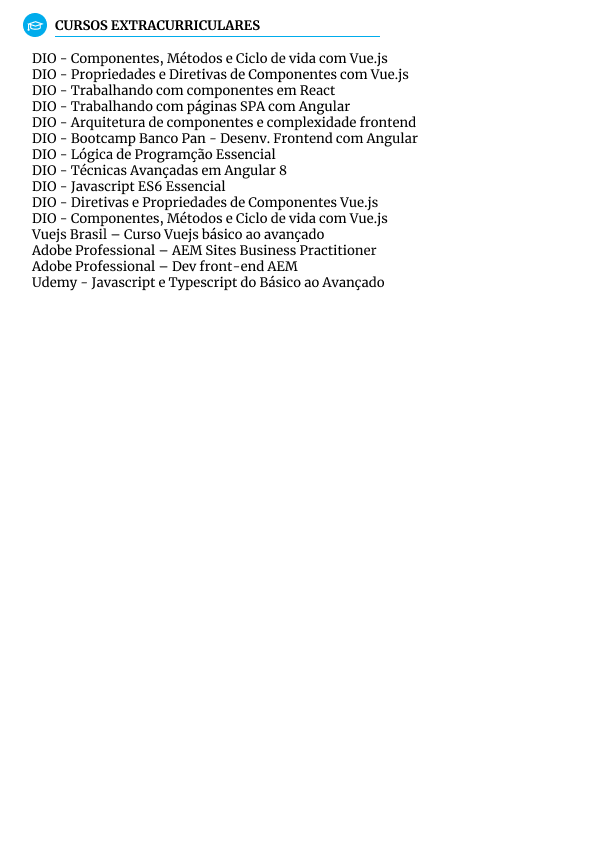 CURSOS EXTRACURRICULARES
DIO - Componentes, Métodos e Ciclo de vida com Vue.js
DIO - Propriedades e Diretivas de Componentes com Vue.js
DIO - Trabalhando com componentes em React
DIO - Trabalhando com páginas SPA com Angular
DIO - Arquitetura de componentes e complexidade frontend
DIO - Bootcamp Banco Pan - Desenv. Frontend com Angular
DIO - Lógica de Programção Essencial
DIO - Técnicas Avançadas em Angular 8
DIO - Javascript ES6 Essencial
DIO - Diretivas e Propriedades de Componentes Vue.js
DIO - Componentes, Métodos e Ciclo de vida com Vue.js
Vuejs Brasil – Curso Vuejs básico ao avançado
Adobe Professional – AEM Sites Business Practitioner
Adobe Professional – Dev front-end AEM
Udemy - Javascript e Typescript do Básico ao Avançado